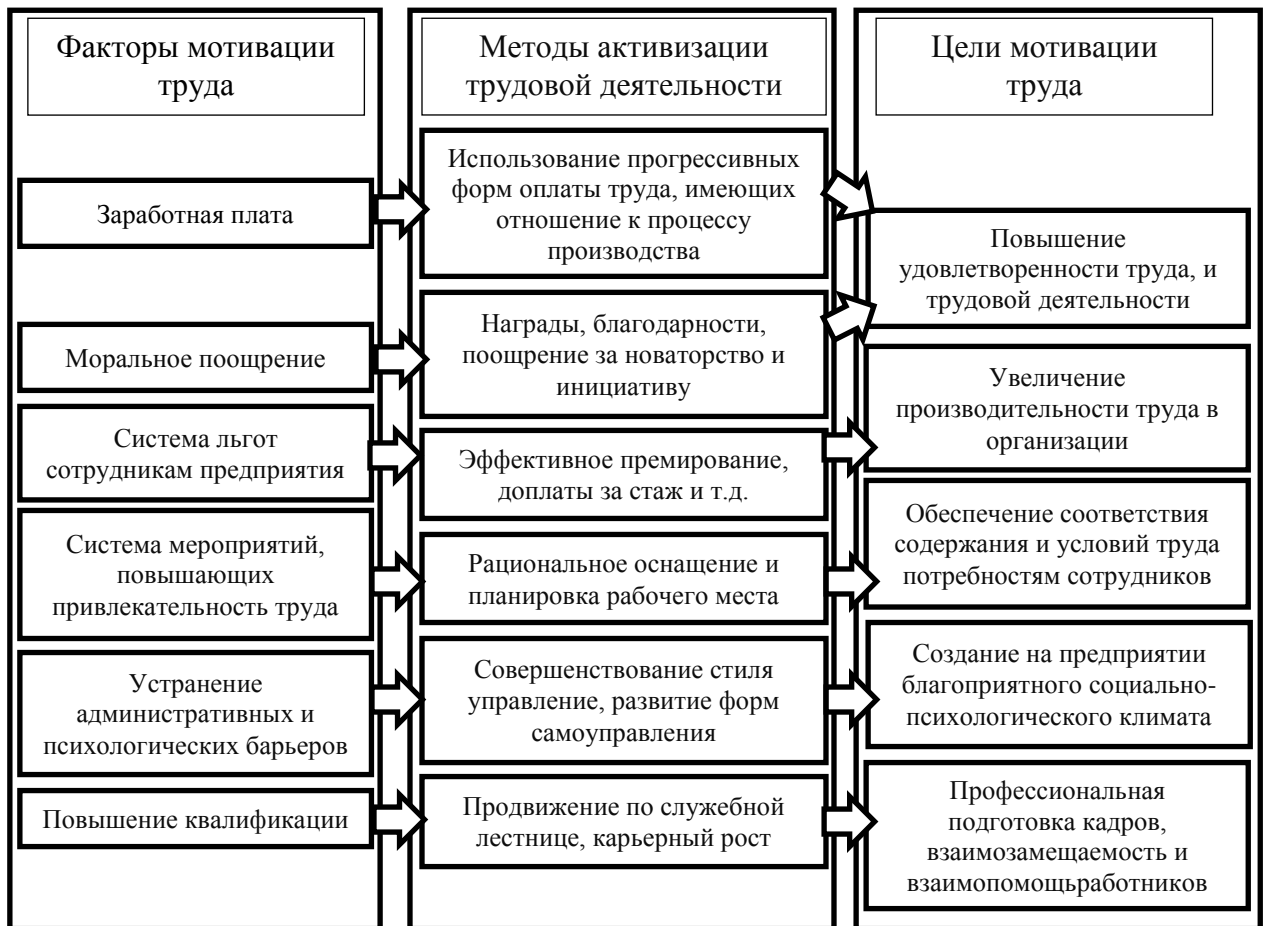 Факторы мотивации
труда
Заработная плата
Моральное поощрение
Система льгот
сотрудникам предприятия
Система мероприятий,
повышающих
привлекательность труда
Устранение
административных и
психологических барьеров
Повышение квалификации
Методы активизации
трудовой деятельности
Использование прогрессивных
форм оплаты труда, имеющих
отношение к процессу
производства
Награды, благодарности,
поощрение за новаторство и
инициативу
Эффективное премирование,
доплаты за стаж и т.д.
Рациональное оснащение и
планировка рабочего места
Совершенствование стиля
управление, развитие форм
самоуправления
Продвижение по служебной
лестнице, карьерный рост
Цели мотивации
труда
Повышение
удовлетворенности труда, и
трудовой деятельности
Увеличение
производительности труда в
организации
Обеспечение соответствия
содержания и условий труда
потребностям сотрудников
Создание на предприятии
благоприятного социально-
психологического климата
Профессиональная
подготовка кадров,
взаимозамещаемость и
взаимопомощьработников